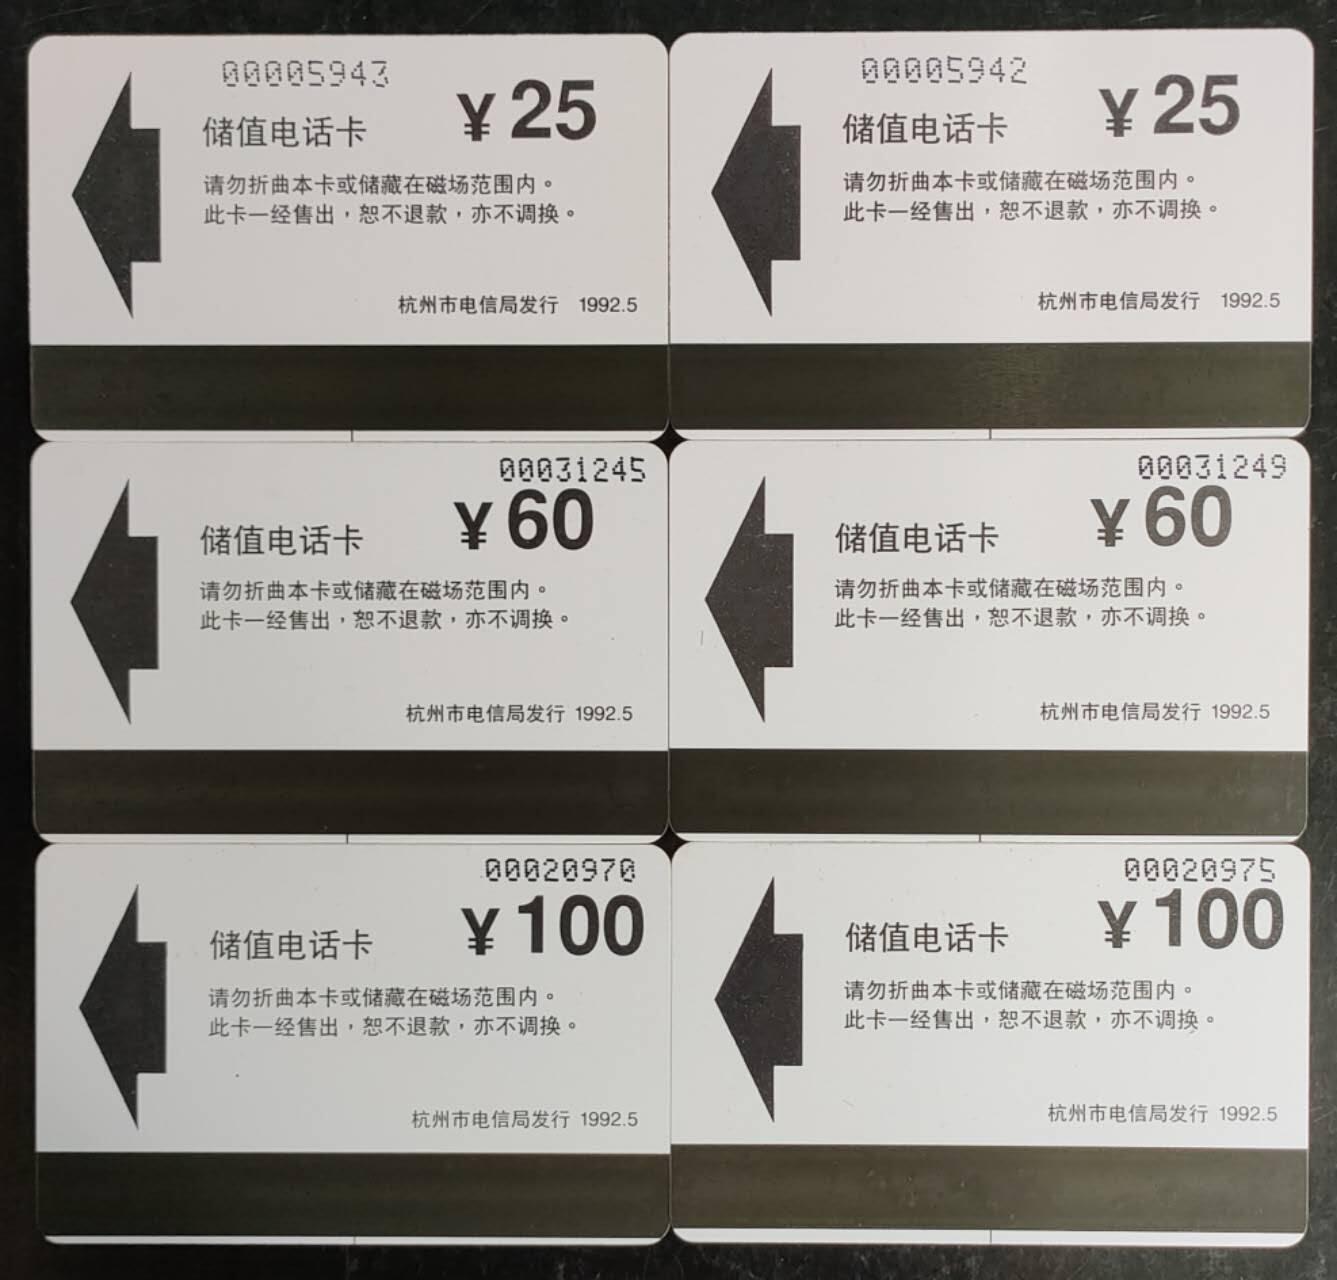 00005943
¥25
储值电话卡
请勿折曲本卡或储藏在磁场范围内。
此卡一经售出，恕不退款，亦不调换。
杭州市电信局发行 1992.5
00005942
¥25
储值电话卡
请勿折曲本卡或储藏在磁场范围内。
此卡一经售出，恕不退款，亦不调换。
杭州市电信局发行 1992.5
00031245
¥60
储值电话卡
请勿折曲本卡或储藏在磁场范围内。
此卡一经售出，恕不退款，亦不调换。
杭州市电信局发行 1992.5
00031249
¥60
储值电话卡
请勿折曲本卡或储藏在磁场范围内。
此卡一经售出，恕不退款，亦不调换。
杭州市电信局发行 1992.5
00020970
¥100
储值电话卡
请勿折曲本卡或储藏在磁场范围内。
此卡一经售出，恕不退款，亦不调换。
杭州市电信局发行 1992.5
00020975
¥100
储值电话卡
请勿折曲本卡或储藏在磁场范围内。
此卡一经售出，恕不退款，亦不调换。
杭州市电信局发行 1992.5